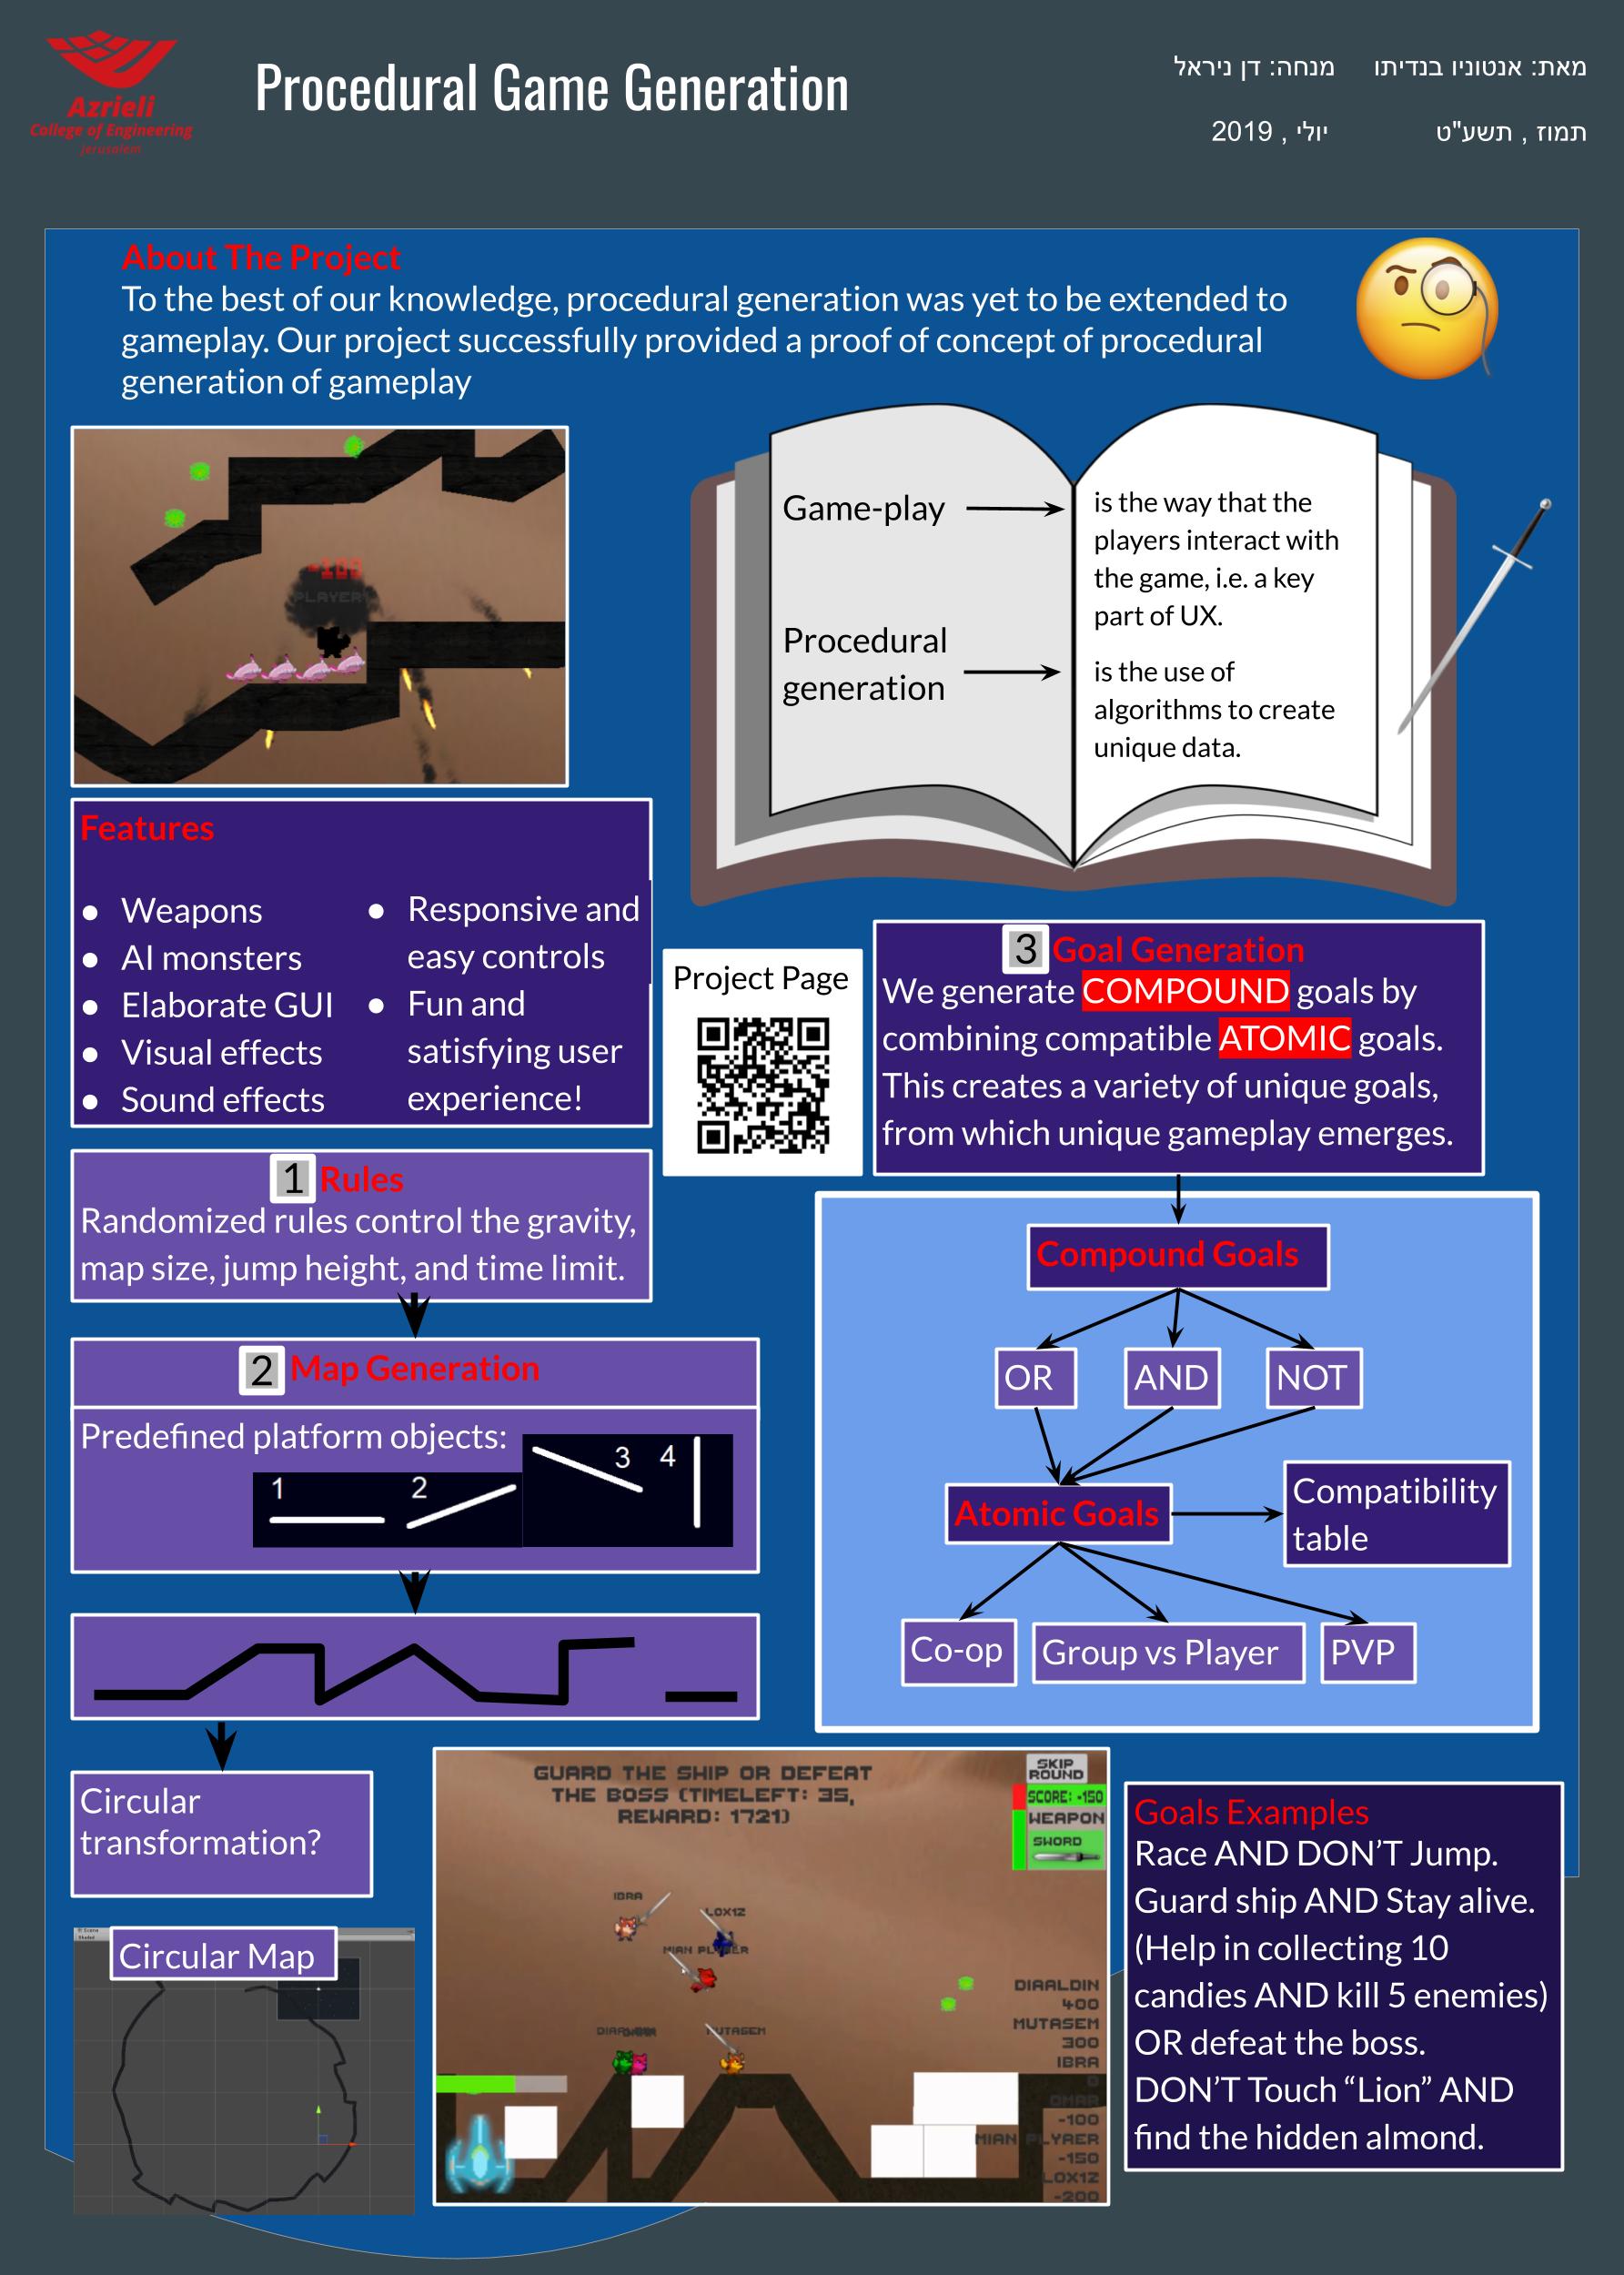 Azrieli
College of Engineering
Jerusalem
Procedural Game Generation
מאת: אנטוניו בנדיתו מנחה: דן ניראל
תמוז , תשע"ט יולי , 2019
About The Project
To the best of our knowledge, procedural generation was yet to be extended to
gameplay. Our project successfully provided a proof of concept of procedural
generation of gameplay
-100
PLAYER
Game-play
is the way that the
players interact with
the game, i.e. a key
part of UX.
Procedural
generation
is the use of
algorithms to create
unique data.
Features
● Weapons
● AI monsters
● Elaborate GUI
● Visual effects
● Sound effects
● Responsive and
easy controls
● Fun and
satisfying user
experience!
Project Page
1 Rules
Randomized rules control the gravity,
map size, jump height, and time limit.
2 Map Generation
Predefined platform objects:
1 2 3 4
Circular
transformation?
Circular Map
3 Goal Generation
We generate COMPOUND goals by
combining compatible ATOMIC goals.
This creates a variety of unique goals,
from which unique gameplay emerges.
Compound Goals
OR AND NOT
Atomic Goals
Compatibility
table
Co-op Group vs Player PVP
GUARD THE SHIP OR DEFEAT
THE BOSS (TIMELEFT: 35,
REWARD: 1721)
SKIP
ROUND
SCORE: -150
WEAPON
SWORD
IBRA
LOX1Z
MIAN PLYRER
MUTASEM
DIAALDIN
400
MUTASEM
300
IBRA
0
OMAR
-100
MIAN PLYRER
-150
LOX1Z
-200
Goals Examples
Race AND DON’T Jump.
Guard ship AND Stay alive.
(Help in collecting 10
candies AND kill 5 enemies)
OR defeat the boss.
DON’T Touch “Lion” AND
find the hidden almond.